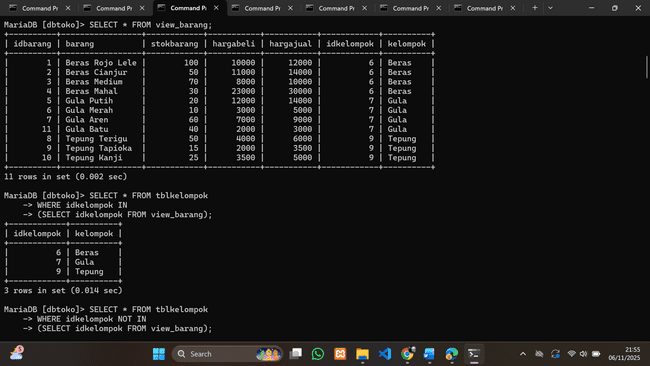 Command Pr Command Pr Command Pr Command Pr Command Pr Command Pr Command Pr
MariaDB [dbtoko]> SELECT * FROM view_barang;
+----------+----------------+------------+-----------+-----------+------------+----------+
| idbarang | barang | stokbarang | hargabeli | hargajual | idkelompok | kelompok |
+----------+----------------+------------+-----------+-----------+------------+----------+
| 1 | Beras Rojo Lele | 100 | 10000 | 12000 | 6 | Beras |
| 2 | Beras Cianjur | 50 | 11000 | 14000 | 6 | Beras |
| 3 | Beras Medium | 70 | 8000 | 10000 | 6 | Beras |
| 4 | Beras Mahal | 30 | 23000 | 30000 | 6 | Beras |
| 5 | Gula Putih | 20 | 12000 | 14000 | 7 | Gula |
| 6 | Gula Merah | 10 | 3000 | 5000 | 7 | Gula |
| 7 | Gula Aren | 60 | 7000 | 9000 | 7 | Gula |
| 11 | Gula Batu | 40 | 2000 | 3000 | 7 | Gula |
| 8 | Tepung Terigu | 50 | 4000 | 6000 | 9 | Tepung |
| 9 | Tepung Tapioka | 15 | 2000 | 3500 | 9 | Tepung |
| 10 | Tepung Kanji | 25 | 3500 | 5000 | 9 | Tepung |
+----------+----------------+------------+-----------+-----------+------------+----------+
11 rows in set (0.002 sec)
MariaDB [dbtoko]> SELECT * FROM tblkelompok
-> WHERE idkelompok IN
-> (SELECT idkelompok FROM view_barang);
+------------+----------+
| idkelompok | kelompok |
+------------+----------+
| 6 | Beras |
| 7 | Gula |
| 9 | Tepung |
+------------+----------+
3 rows in set (0.014 sec)
MariaDB [dbtoko]> SELECT * FROM tblkelompok
-> WHERE idkelompok NOT IN
-> (SELECT idkelompok FROM view_barang);
Search
21:55
06/11/2025